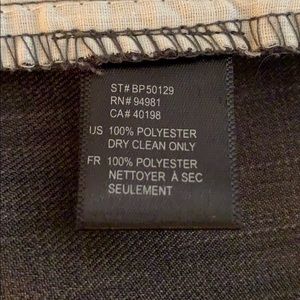 ST# BP50129
RN# 94981
CA# 40198
US 100% POLYESTER
DRY CLEAN ONLY
FR 100% POLYESTER
NETTOYER À SEC
SEULEMENT